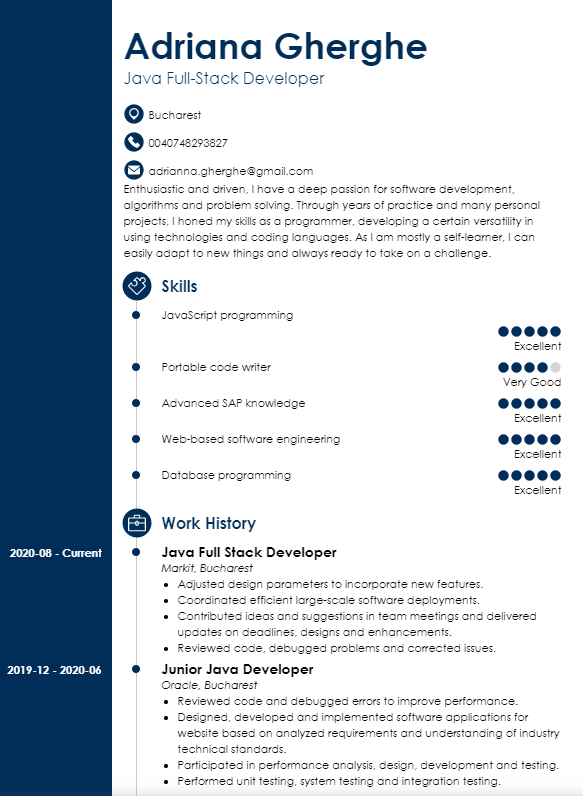 Adriana Gherghe
Java Full-Stack Developer
Bucharest
0040748293827
adrianna.gherghe@gmail.com
Enthusiastic and driven, I have a deep passion for software development,
algorithms and problem solving. Through years of practice and many personal
projects, I honed my skills as a programmer, developing a certain versatility in
using technologies and coding languages. As I am mostly a self-learner, I can
easily adapt to new things and always ready to take on a challenge.
Skills
JavaScript programming
Excellent
Portable code writer
Very Good
Advanced SAP knowledge
Excellent
Web-based software engineering
Excellent
Database programming
Excellent
Work History
2020-08 - Current
Java Full Stack Developer
Markit, Bucharest
• Adjusted design parameters to incorporate new features.
• Coordinated efficient large-scale software deployments.
• Contributed ideas and suggestions in team meetings and delivered
updates on deadlines, designs and enhancements.
• Reviewed code, debugged problems and corrected issues.
2019-12 - 2020-06
Junior Java Developer
Oracle, Bucharest
• Reviewed code and debugged errors to improve performance.
• Designed, developed and implemented software applications for
website based on analyzed requirements and understanding of industry
technical standards.
• Participated in performance analysis, design, development and testing.
• Performed unit testing, system testing and integration testing.